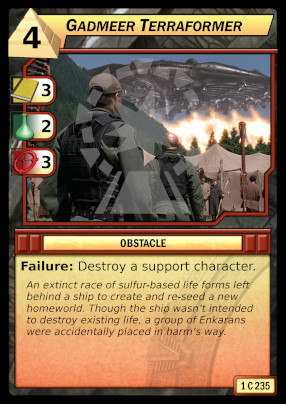 GADMEER TERRAFORMER
4
3
2
3
OBSTACLE
Failure: Destroy a support character.
An extinct race of sulfur-based life forms left
behind a ship to create and re-seed a new
homeworld. Though the ship wasn't intended
to destroy existing life, a group of Enkarans
were accidentally placed in harm's way.
1 C 235